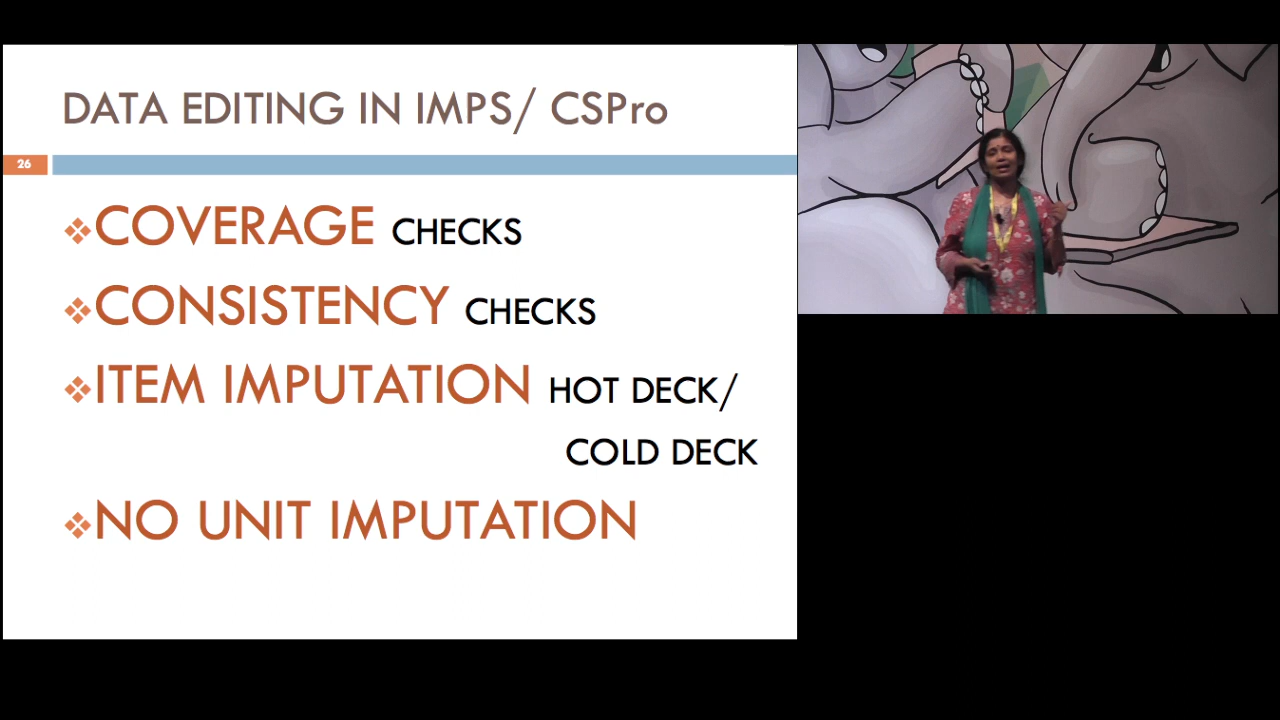 DATA EDITING IN IMPS/ CSPro
26
❖COVERAGE CHECKS
❖CONSISTENCY CHECKS
❖ITEM IMPUTATION HOT DECK/
COLD DECK
❖NO UNIT IMPUTATION